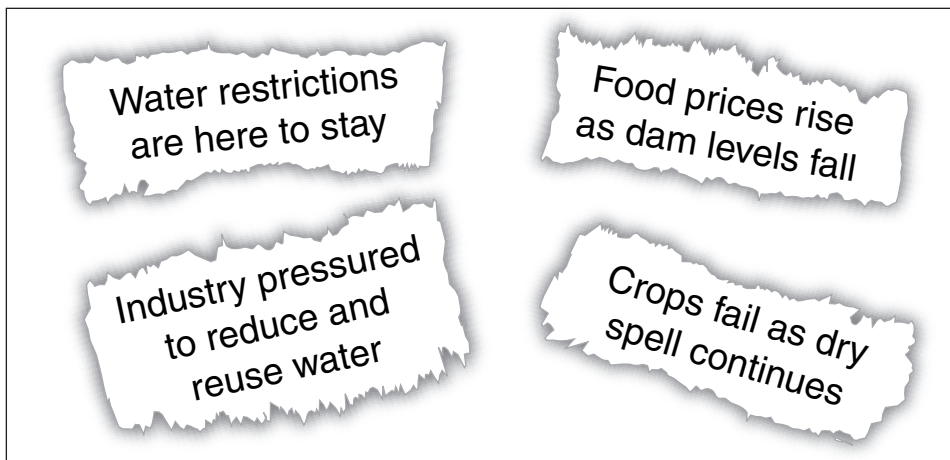 Water restrictions
are here to stay
Food prices rise
as dam levels fall
Industry pressured
to reduce and
reuse water
Crops fail as dry
spell continues